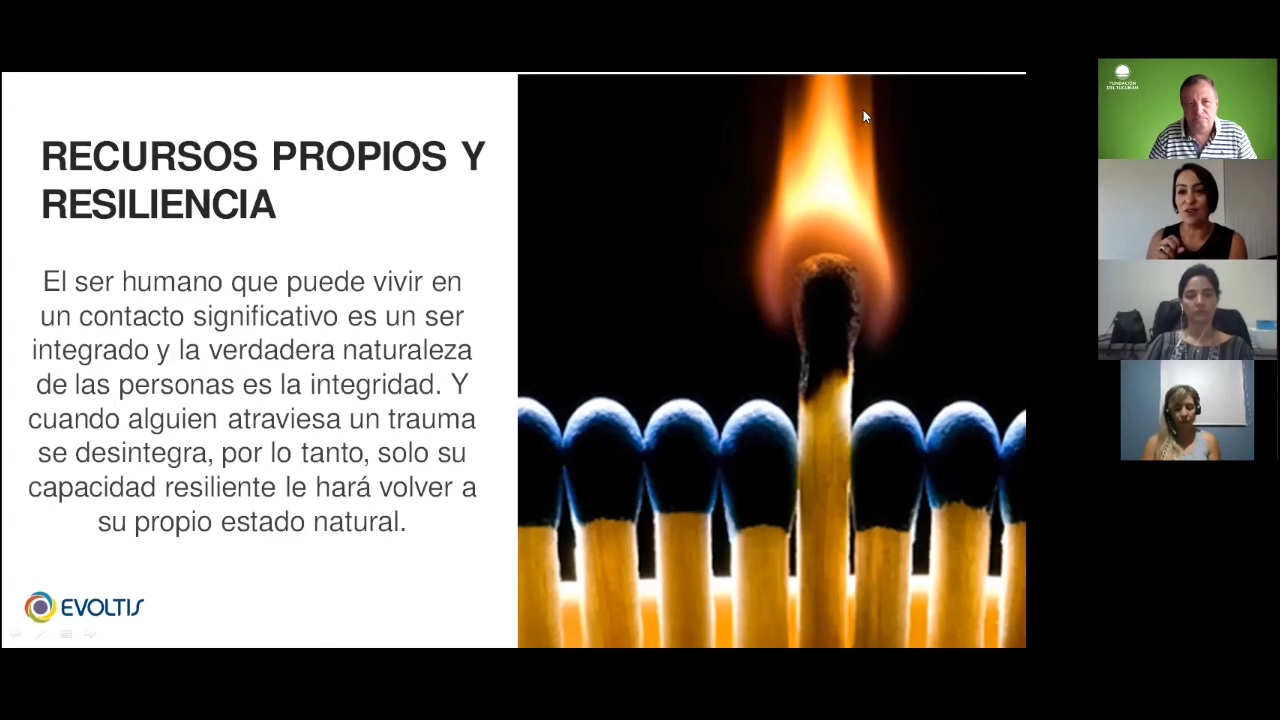 RECURSOS PROPIOS Y
RESILIENCIA
El ser humano que puede vivir en
un contacto significativo es un ser
integrado y la verdadera naturaleza
de las personas es la integridad. Y
cuando alguien atraviesa un trauma
se desintegra, por lo tanto, solo su
capacidad resiliente le hará volver a
su propio estado natural.
EVOLTIS
FUNDACIÓN
DEL TUCUMÁN